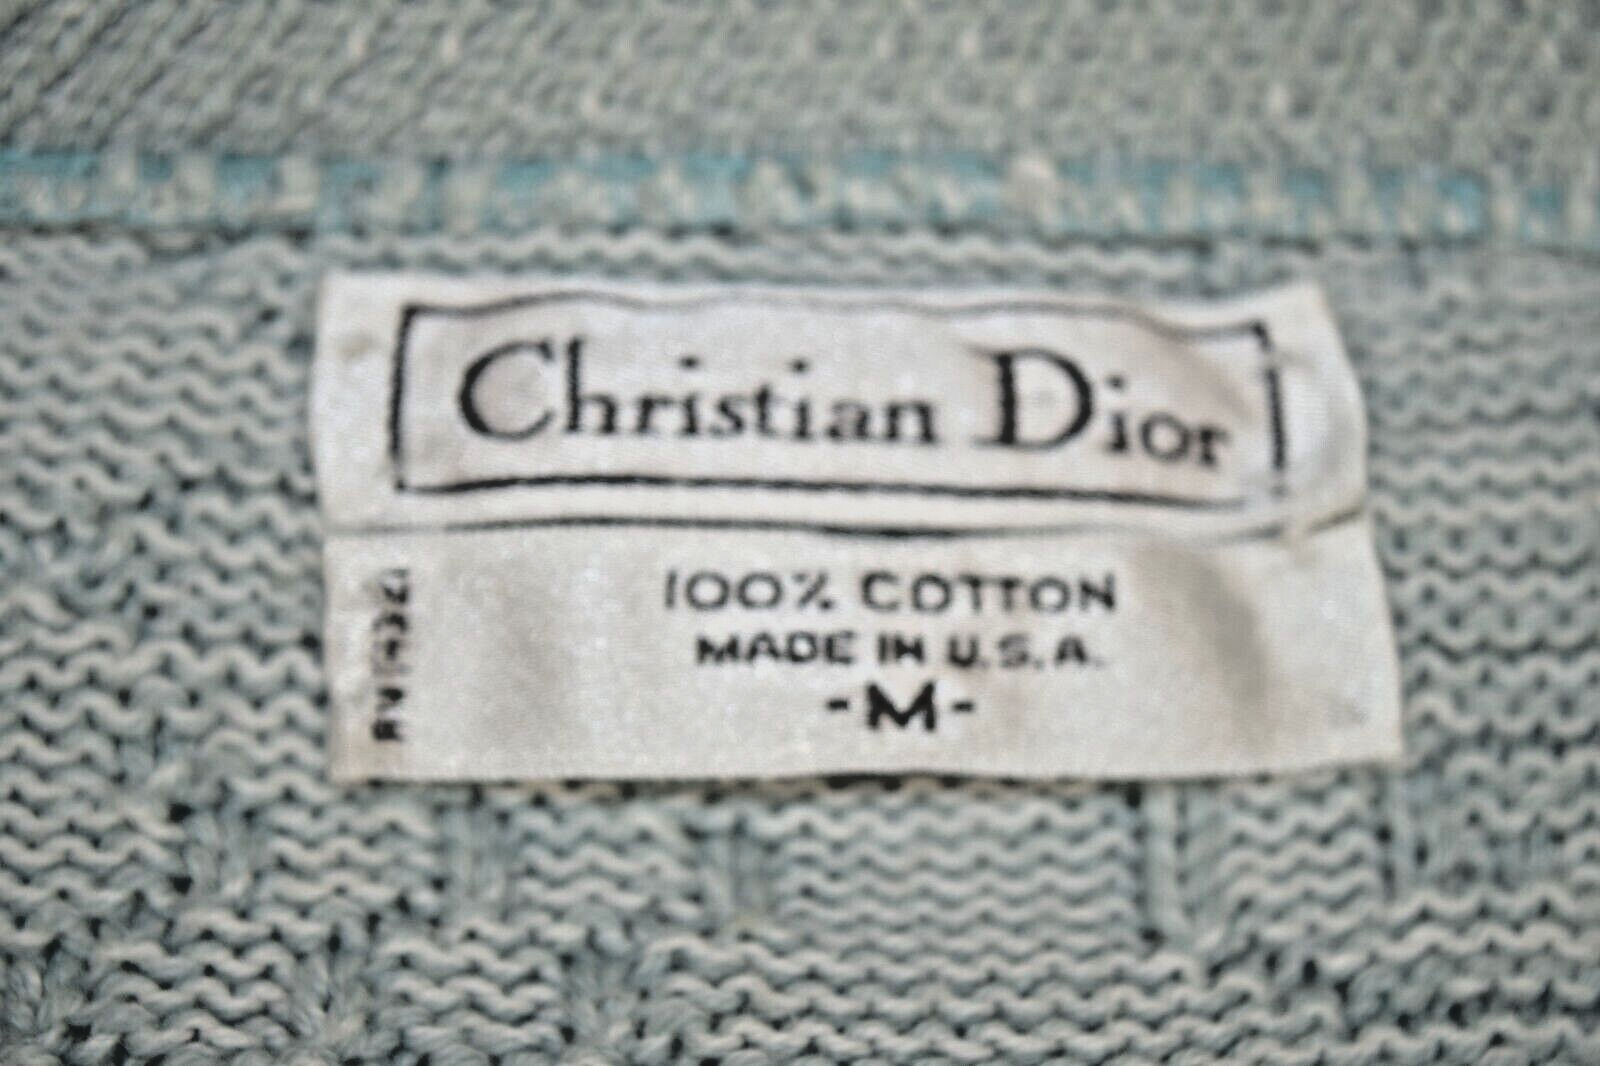 Christian Dior
100% COTTON
MADE IN U.S.A.
-M-